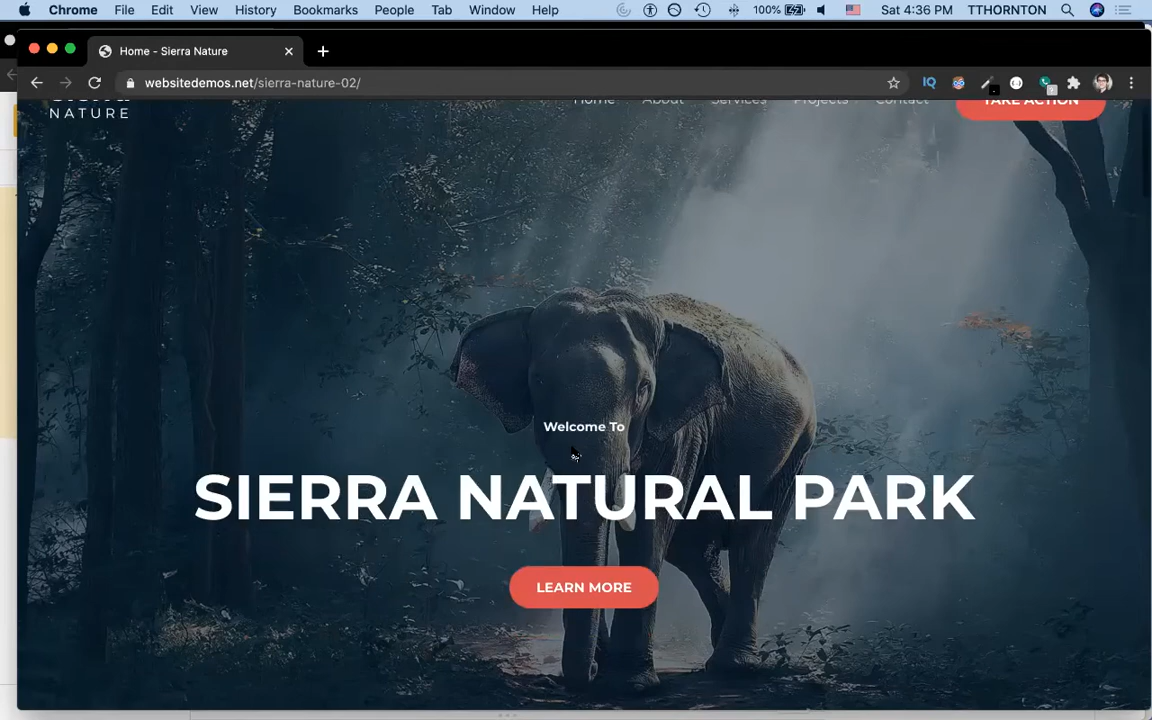 Chrome File Edit View History Bookmarks People Tab Window Help 100% Sat 4:36 PM TTHORNTON
Home - Sierra Nature
websitedemos.net/sierra-nature-02/
NATURE Home About Services Projects Contact TAKE ACTION
Welcome To
SIERRA NATURAL PARK
LEARN MORE